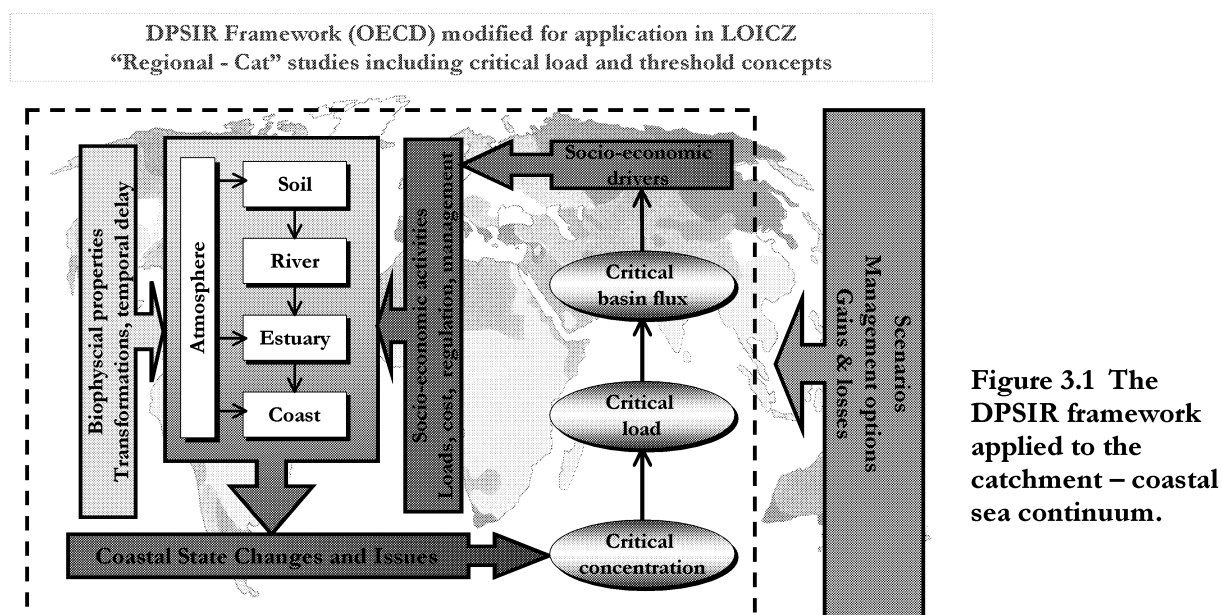 DPSIR Framework (OECD) modified for application in LOICZ
“Regional - Cat” studies including critical load and threshold concepts
Biophyscial properties
Transformations, temporal delay
Atmosphere
Soil
River
Estuary
Coast
Socio-economic activities
Loads, cost, regulation, management
Socio-economic
drivers
Critical
basin flux
Critical
load
Critical
concentration
Coastal State Changes and Issues
Scenarios
Management options
Gains & losses
Figure 3.1 The
DPSIR framework
applied to the
catchment – coastal
sea continuum.